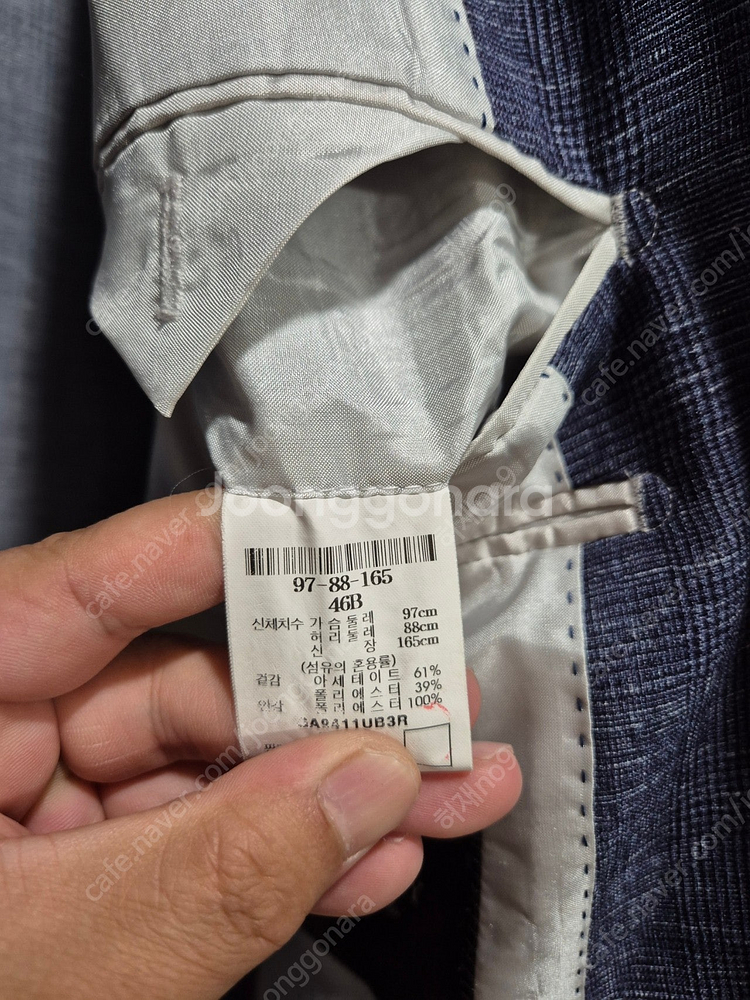 Joonggonara
97-88-165
46B
신체치수 가슴둘레 97cm
허리둘레 88cm
신 장 165cm
(섬유의 혼용률)
겉감 아세테이트 61%
폴리에스터 39%
안감 폴리에스터 100%
GA8411UB3R